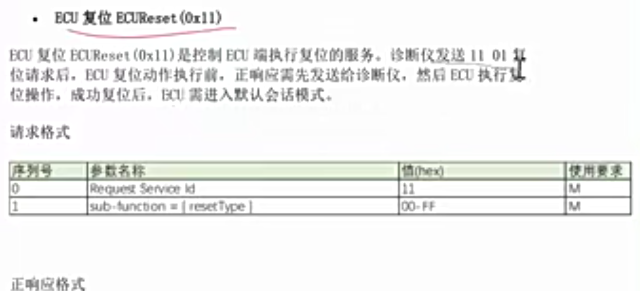 • ECU 复位 ECUReset(0x11)
ECU 复位 ECUReset(0x11)是控制 ECU 端执行复位的服务。诊断仪发送 11 01 复
位请求后，ECU 复位动作执行前，正响应需先发送给诊断仪，然后 ECU 执行复
位操作，成功复位后，ECU 需进入默认会话模式。
请求格式
序列号 参数名称 值(hex) 使用要求
0 Request Service Id 11 M
1 sub-function = [ resetType ] 00-FF M
正响应格式